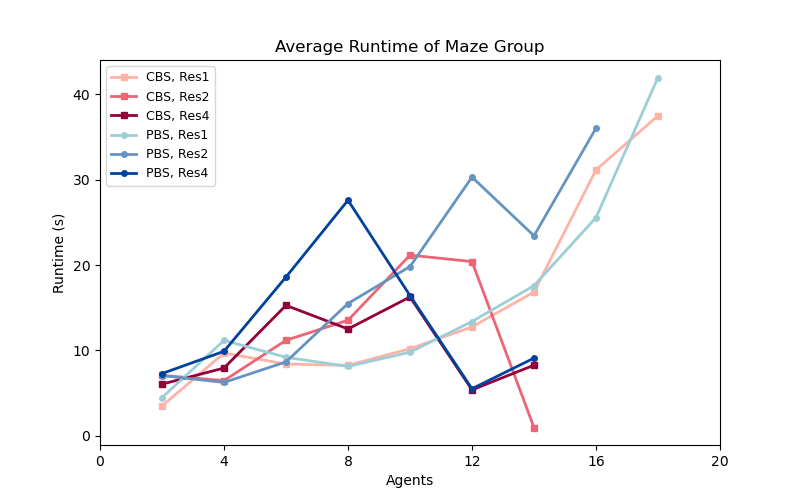 Average Runtime of Maze Group
CBS, Res1
CBS, Res2
CBS, Res4
PBS, Res1
PBS, Res2
PBS, Res4
Runtime (s)
40
30
20
10
0
0 4 8 12 16 20
Agents